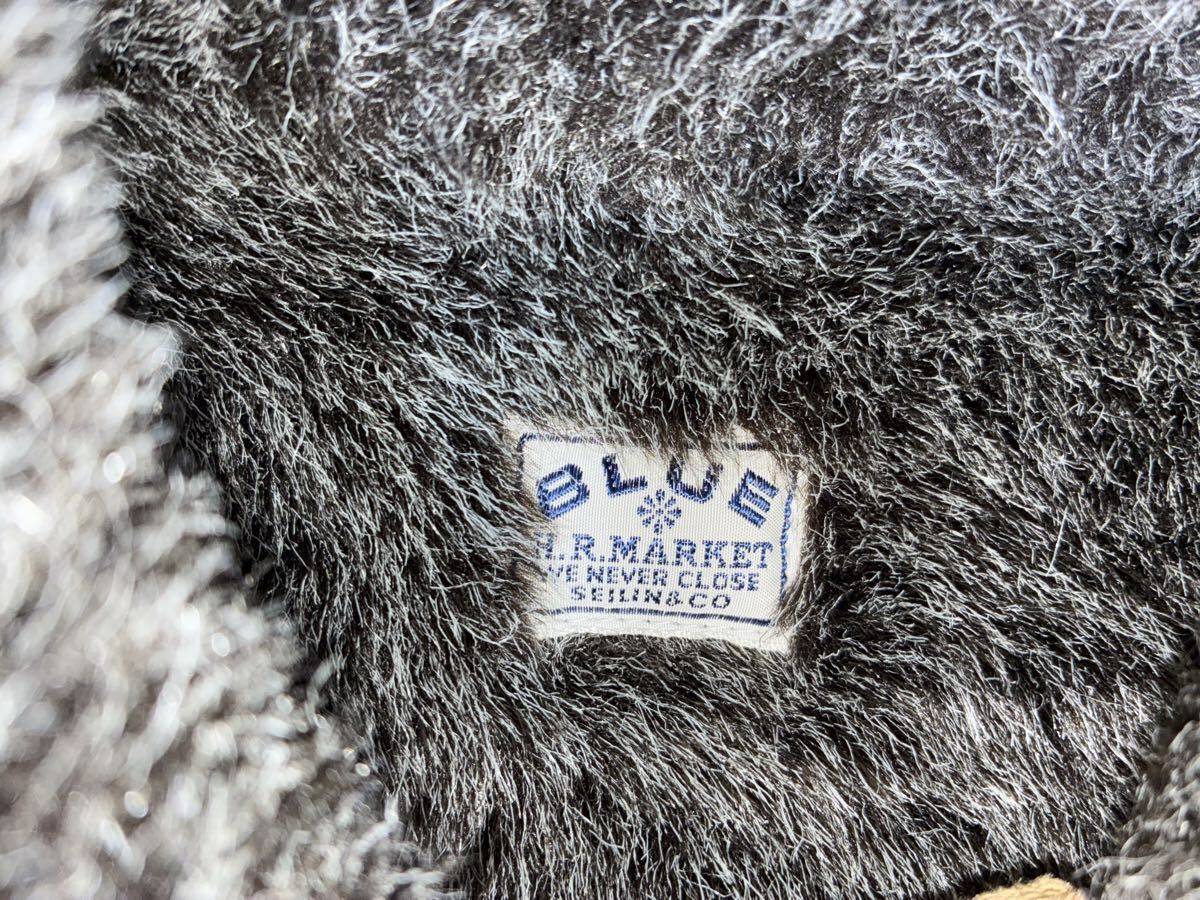 BLUE
H.R.MARKET
WE NEVER CLOSE
SEILIN&CO